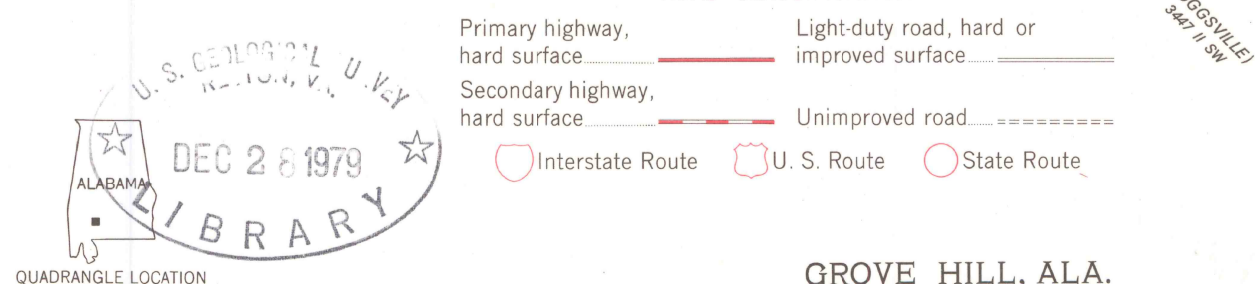 Primary highway,
hard surface
Light-duty road, hard or
improved surface
Secondary highway,
hard surface
Unimproved road
Interstate Route
U. S. Route
State Route
U. S. GEOLOGICAL
DEC 28 1979
LIBRARY
ALABAMA
QUADRANGLE LOCATION
GROVE HILL, ALA.
3447 II SW